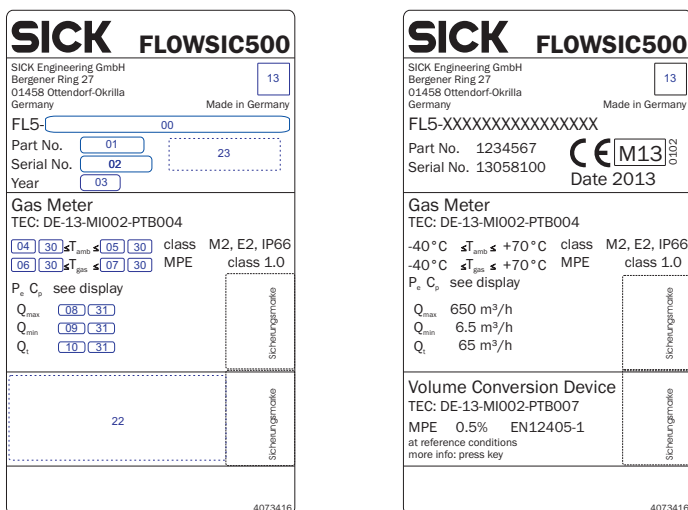 SICK FLOWSIC500
SICK Engineering GmbH
Bergener Ring 27
01458 Ottendorf-Okrilla
Germany
13
Made in Germany
FL5- 00
Part No. 01
Serial No. 02
23
Year 03
Gas Meter
TEC: DE-13-MI002-PTB004
04 30 ≤Tamb≤ 05 30 class M2, E2, IP66
06 30 ≤Tgas≤ 07 30 MPE class 1.0
Pe Cp see display
Qmax 08 31
Qmin 09 31
Qt 10 31
Sicherungsmarke
22
Sicherungsmarke
4073416
SICK FLOWSIC500
SICK Engineering GmbH
Bergener Ring 27
01458 Ottendorf-Okrilla
Germany
13
Made in Germany
FL5-XXXXXXXXXXXXXXXX
Part No. 1234567
Serial No. 13058100
CE M13 0102
Date 2013
Gas Meter
TEC: DE-13-MI002-PTB004
-40°C ≤Tamb≤ +70°C class M2, E2, IP66
-40°C ≤Tgas≤ +70°C MPE class 1.0
Pe Cp see display
Qmax 650 m³/h
Qmin 6.5 m³/h
Qt 65 m³/h
Sicherungsmarke
Volume Conversion Device
TEC: DE-13-MI002-PTB007
MPE 0.5% EN12405-1
at reference conditions
more info: press key
Sicherungsmarke
4073416